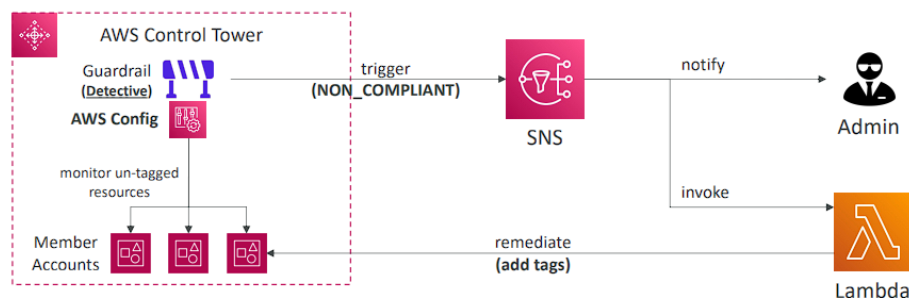 AWS Control Tower
Guardrail
(Detective)
AWS Config
trigger
(NON_COMPLIANT)
SNS
notify
Admin
monitor un-tagged
resources
invoke
Member
Accounts
remediate
(add tags)
Lambda